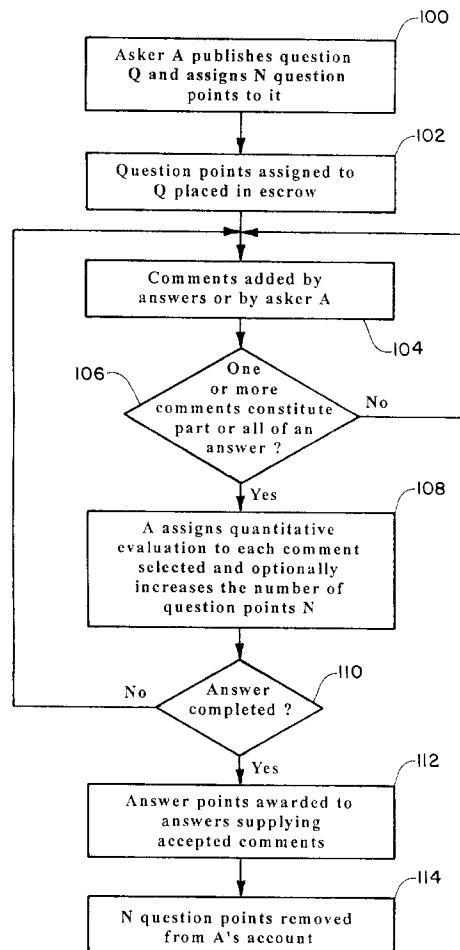 100
Asker A publishes question
Q and assigns N question
points to it
102
Question points assigned to
Q placed in escrow
Comments added by
answers or by asker A
104
106
One
or more
comments constitute
part or all of an
answer ?
No
Yes
108
A assigns quantitative
evaluation to each comment
selected and optionally
increases the number of
question points N
110
No
Answer
completed ?
Yes
112
Answer points awarded to
answers supplying
accepted comments
114
N question points removed
from A's account